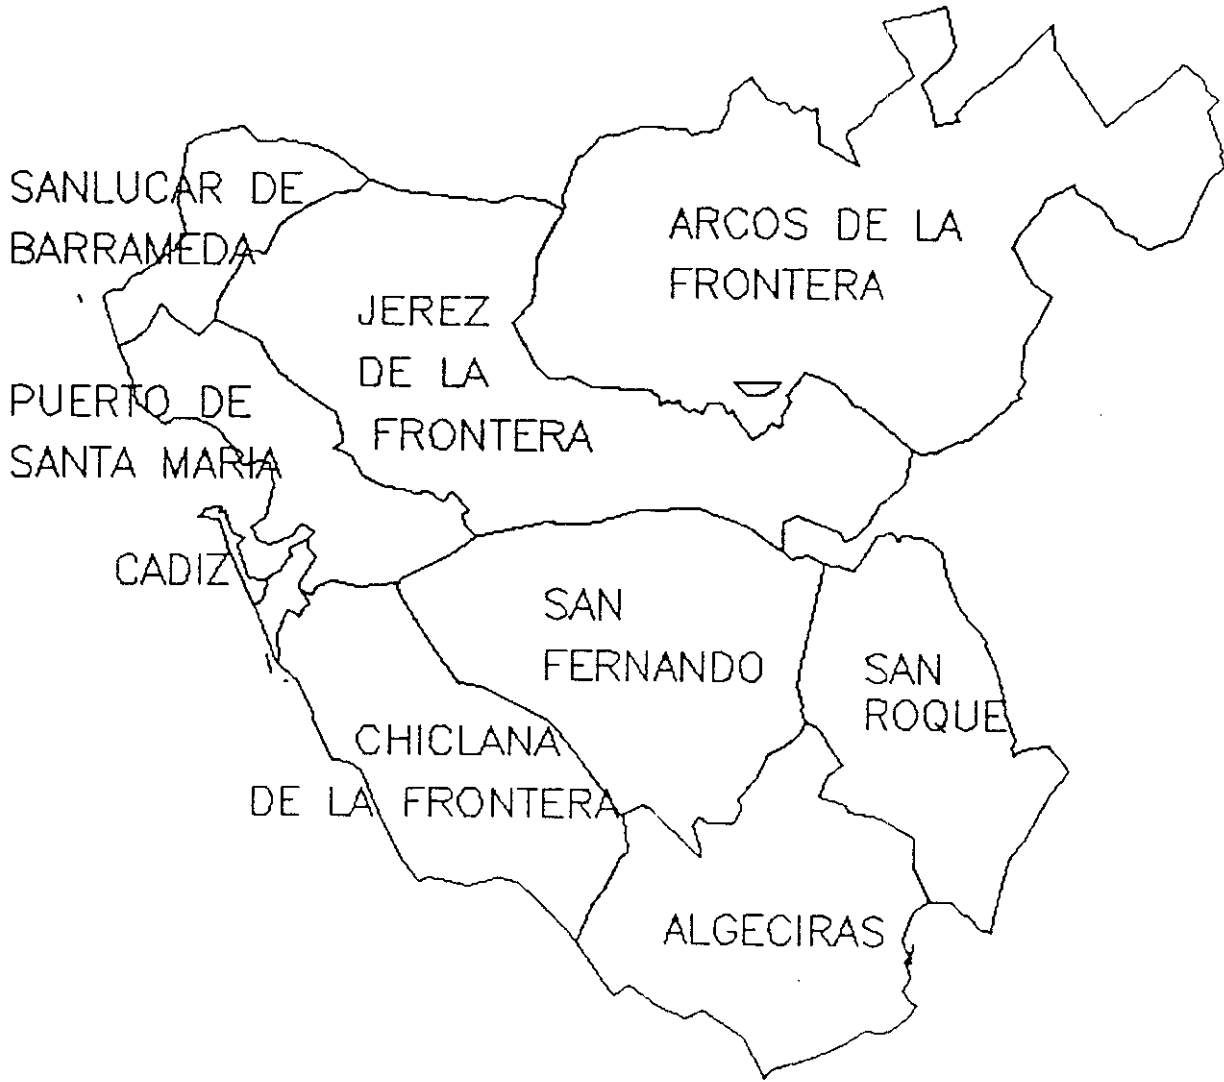 SANLUCAR DE
BARRAMEDA
ARCOS DE LA
FRONTERA
JEREZ
DE LA
FRONTERA
PUERTO DE
SANTA MARIA
CADIZ
SAN
FERNANDO
SAN
ROQUE
CHICLANA
DE LA FRONTERA
ALGECIRAS